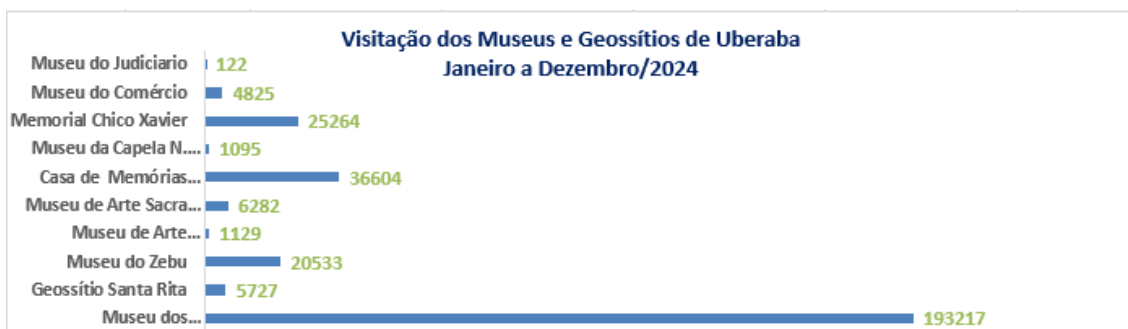 Visitação dos Museus e Geossítios de Uberaba
Janeiro a Dezembro/2024
Museu do Judiciario 122
Museu do Comércio 4825
Memorial Chico Xavier 25264
Museu da Capela N.... 1095
Casa de Memórias... 36604
Museu de Arte Sacra... 6282
Museu de Arte... 1129
Museu do Zebu 20533
Geossítio Santa Rita 5727
Museu dos... 193217